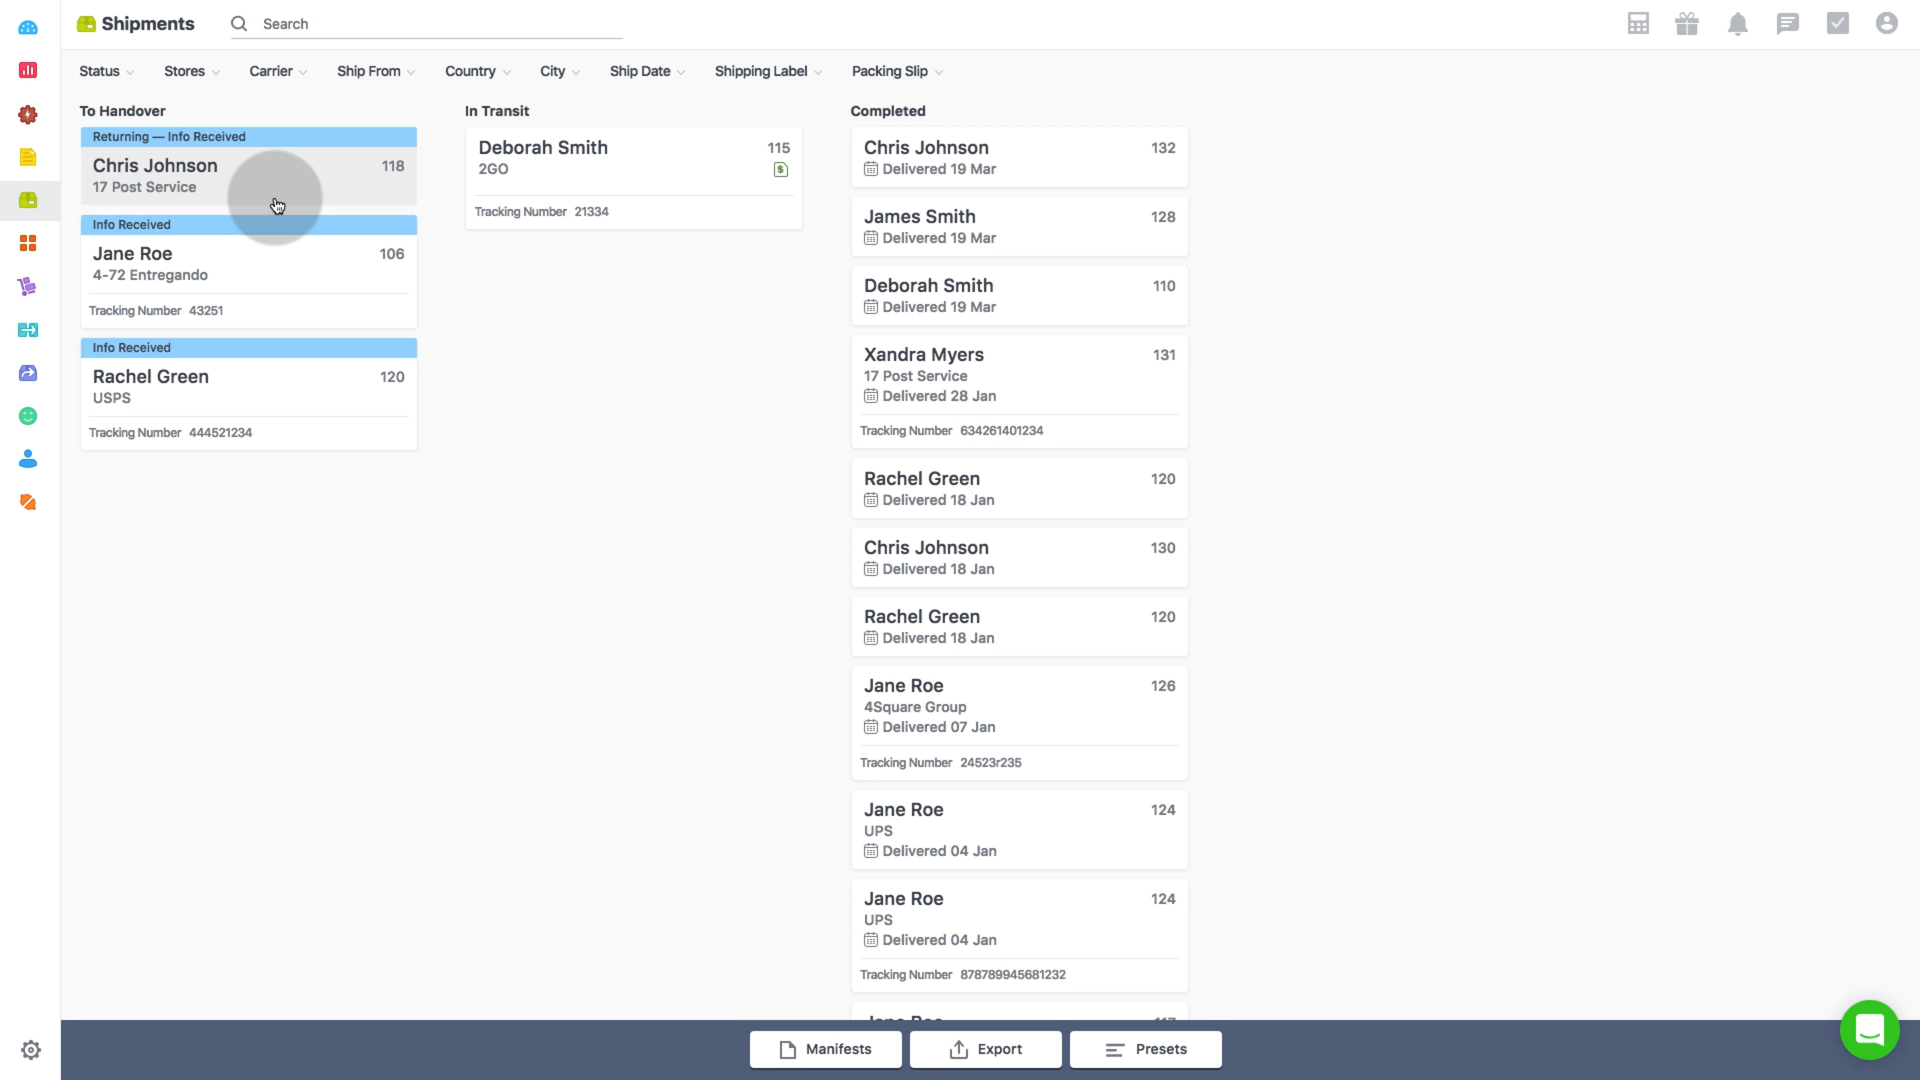 Shipments
Search
Status
Stores
Carrier
Ship From
Country
City
Ship Date
Shipping Label
Packing Slip
To Handover
Returning — Info Received
Chris Johnson 118
17 Post Service
Info Received
Jane Roe 106
4-72 Entregando
Tracking Number 43251
Info Received
Rachel Green 120
USPS
Tracking Number 444521234
In Transit
Deborah Smith 115
2GO
Tracking Number 21334
Completed
Chris Johnson 132
Delivered 19 Mar
James Smith 128
Delivered 19 Mar
Deborah Smith 110
Delivered 19 Mar
Xandra Myers 131
17 Post Service
Delivered 28 Jan
Tracking Number 634261401234
Rachel Green 120
Delivered 18 Jan
Chris Johnson 130
Delivered 18 Jan
Rachel Green 120
Delivered 18 Jan
Jane Roe 126
4Square Group
Delivered 07 Jan
Tracking Number 24523r235
Jane Roe 124
UPS
Delivered 04 Jan
Jane Roe 124
UPS
Delivered 04 Jan
Tracking Number 878789945681232
Manifests
Export
Presets